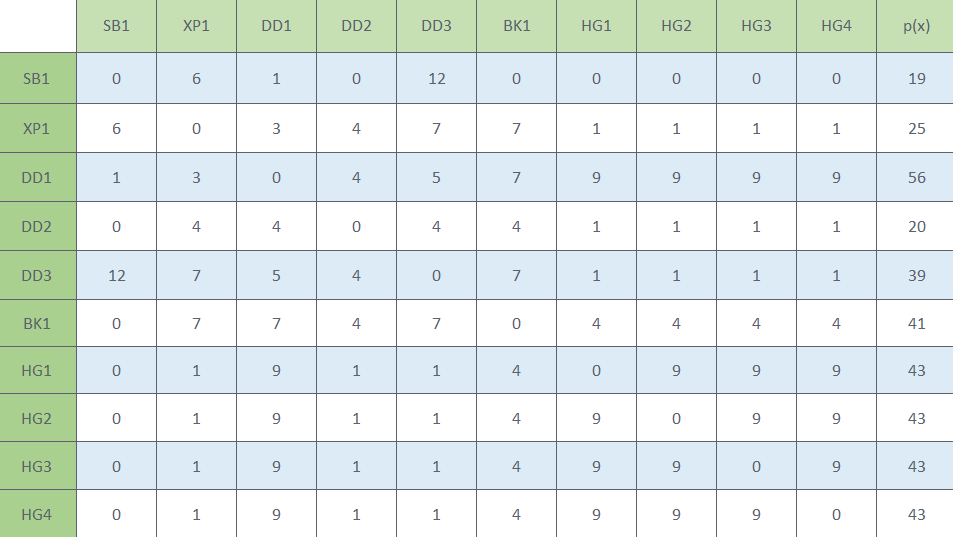 SB1 XP1 DD1 DD2 DD3 BK1 HG1 HG2 HG3 HG4 p(x)
SB1 0 6 1 0 12 0 0 0 0 0 19
XP1 6 0 3 4 7 7 1 1 1 1 25
DD1 1 3 0 4 5 7 9 9 9 9 56
DD2 0 4 4 0 4 4 1 1 1 1 20
DD3 12 7 5 4 0 7 1 1 1 1 39
BK1 0 7 7 4 7 0 4 4 4 4 41
HG1 0 1 9 1 1 4 0 9 9 9 43
HG2 0 1 9 1 1 4 9 0 9 9 43
HG3 0 1 9 1 1 4 9 9 0 9 43
HG4 0 1 9 1 1 4 9 9 9 0 43